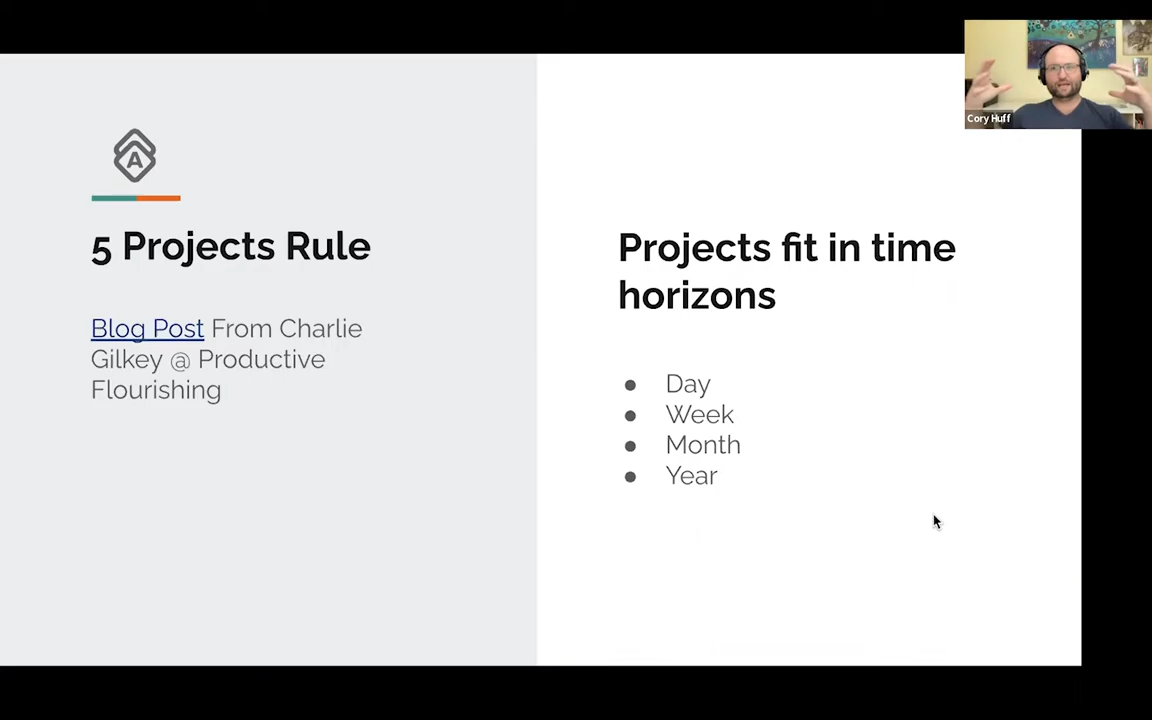 A
5 Projects Rule
Blog Post From Charlie
Gilkey @ Productive
Flourishing
Projects fit in time
horizons
● Day
● Week
● Month
● Year
Cory Huff